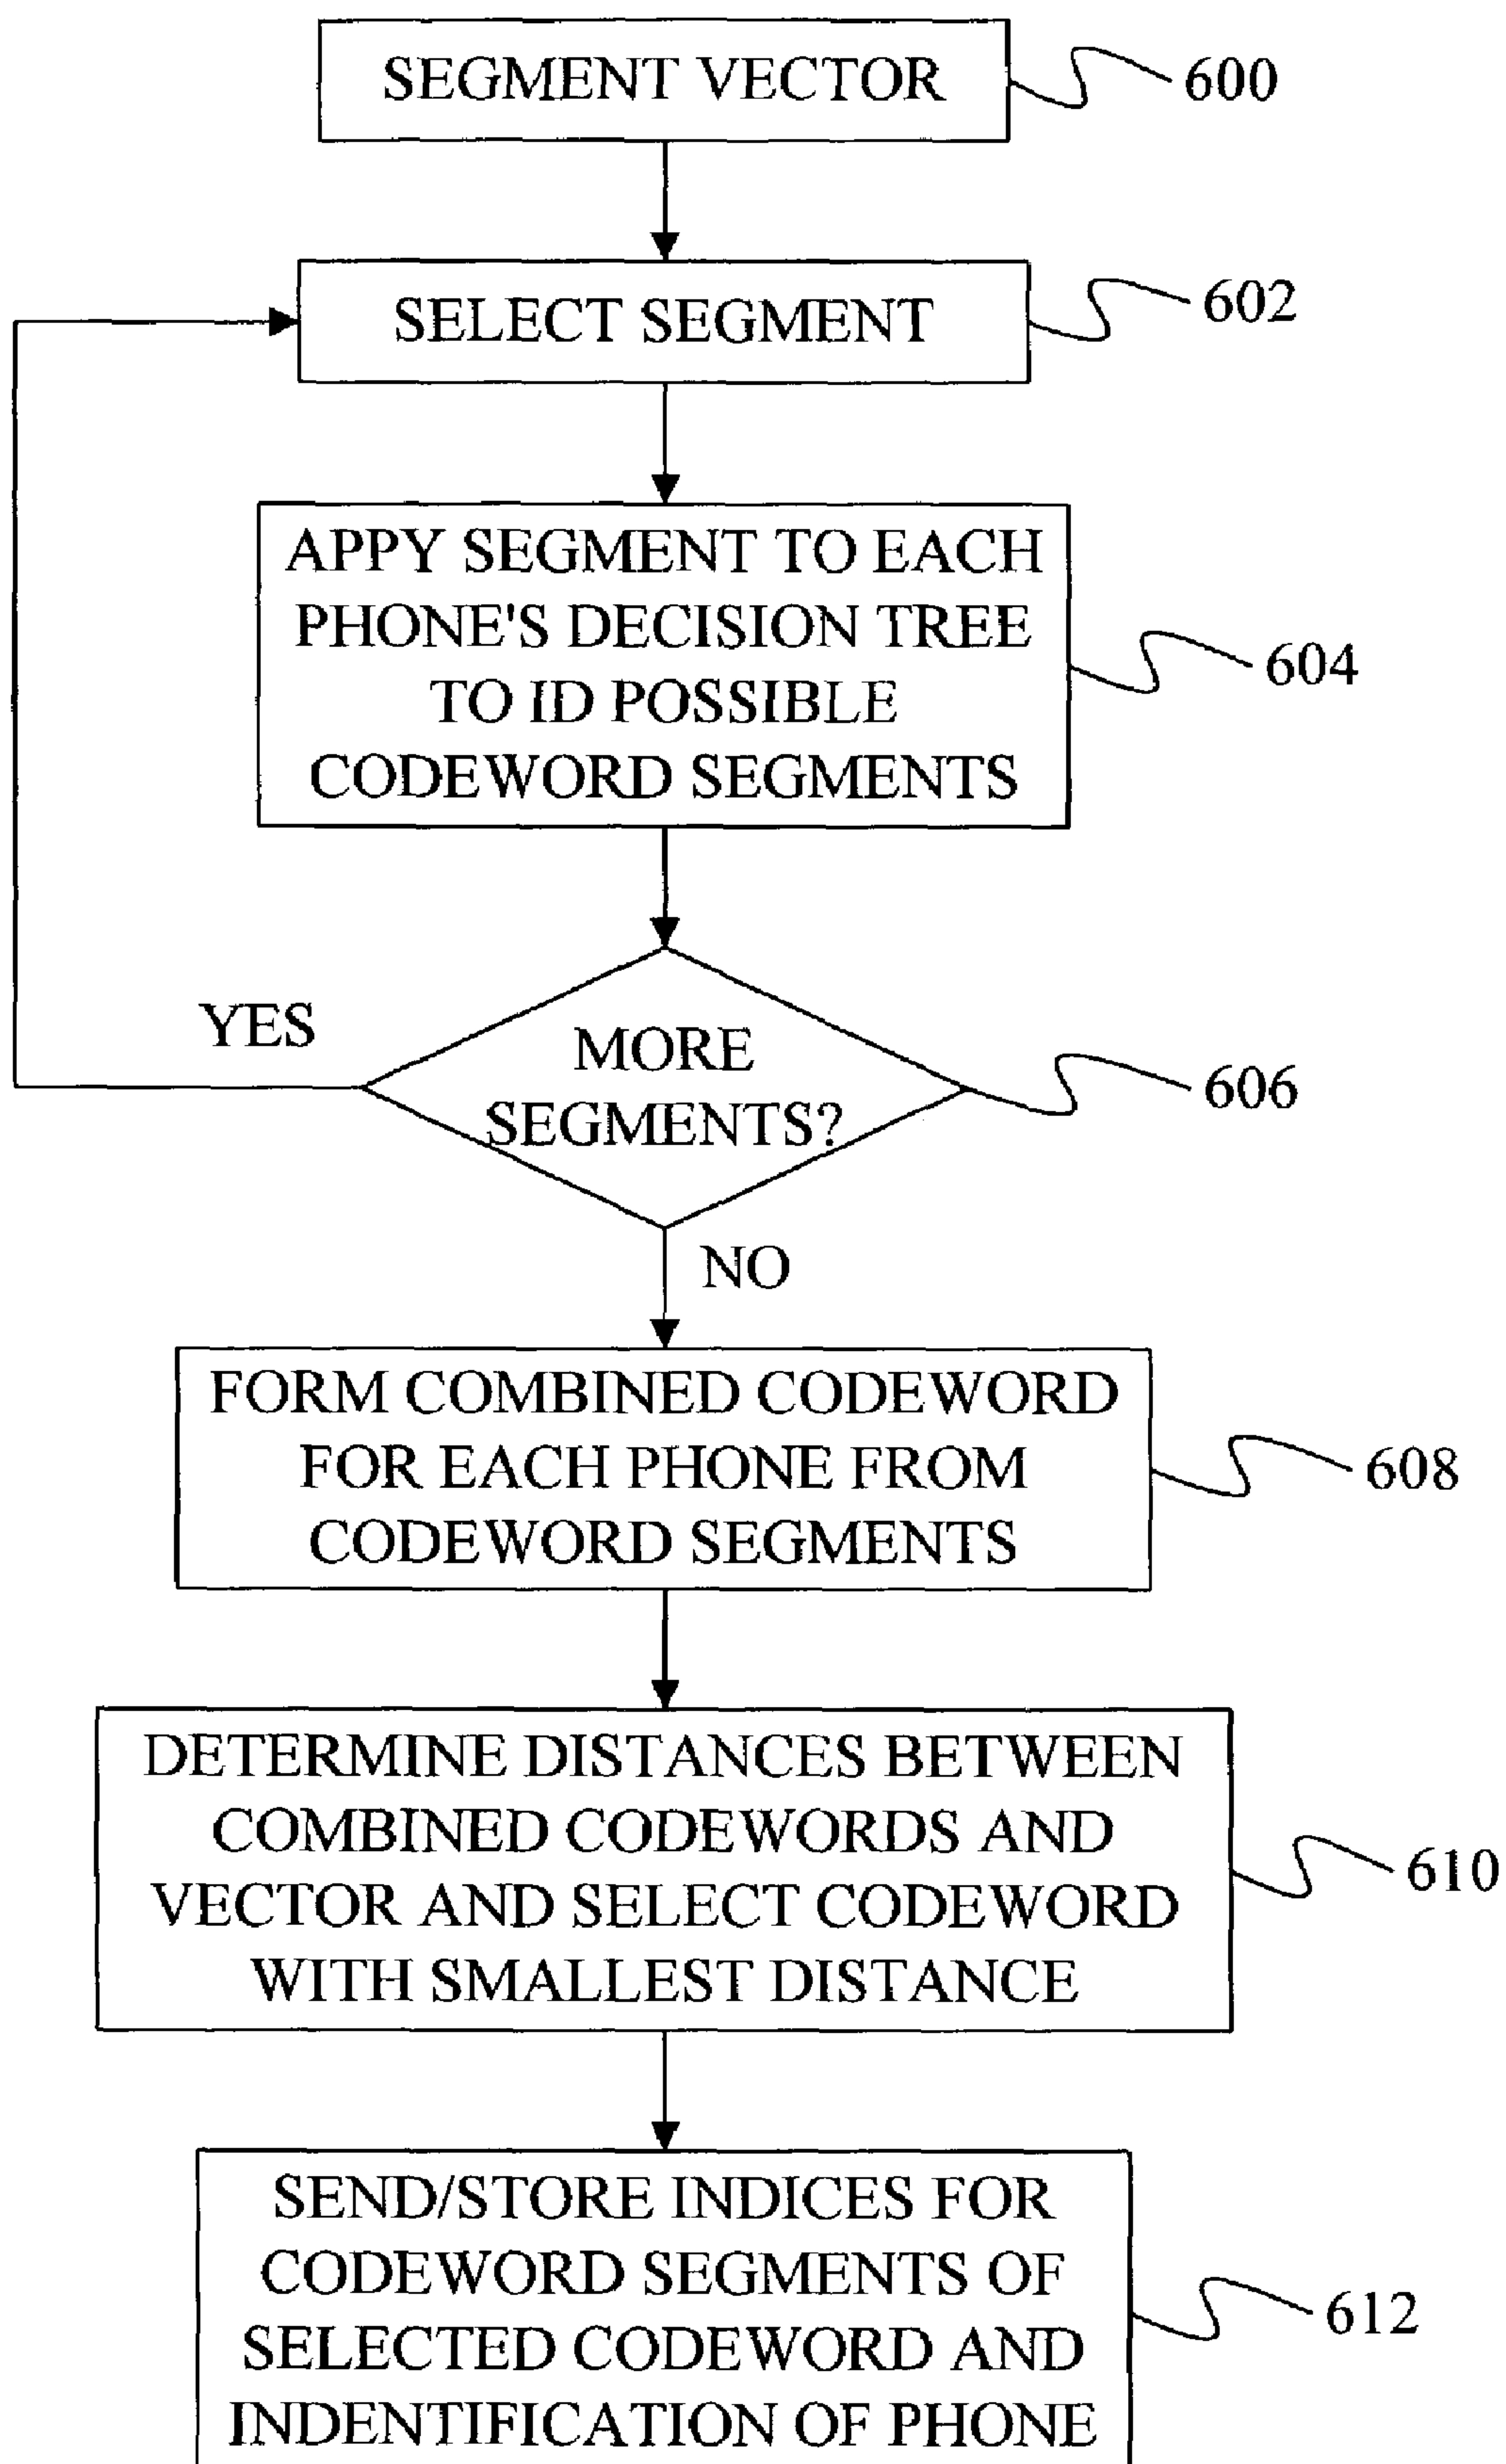 SEGMENT VECTOR
600
SELECT SEGMENT
602
APPY SEGMENT TO EACH
PHONE'S DECISION TREE
TO ID POSSIBLE
CODEWORD SEGMENTS
604
YES
MORE
SEGMENTS?
606
NO
FORM COMBINED CODEWORD
FOR EACH PHONE FROM
CODEWORD SEGMENTS
608
DETERMINE DISTANCES BETWEEN
COMBINED CODEWORDS AND
VECTOR AND SELECT CODEWORD
WITH SMALLEST DISTANCE
610
SEND/STORE INDICES FOR
CODEWORD SEGMENTS OF
SELECTED CODEWORD AND
INDENTIFICATION OF PHONE
612